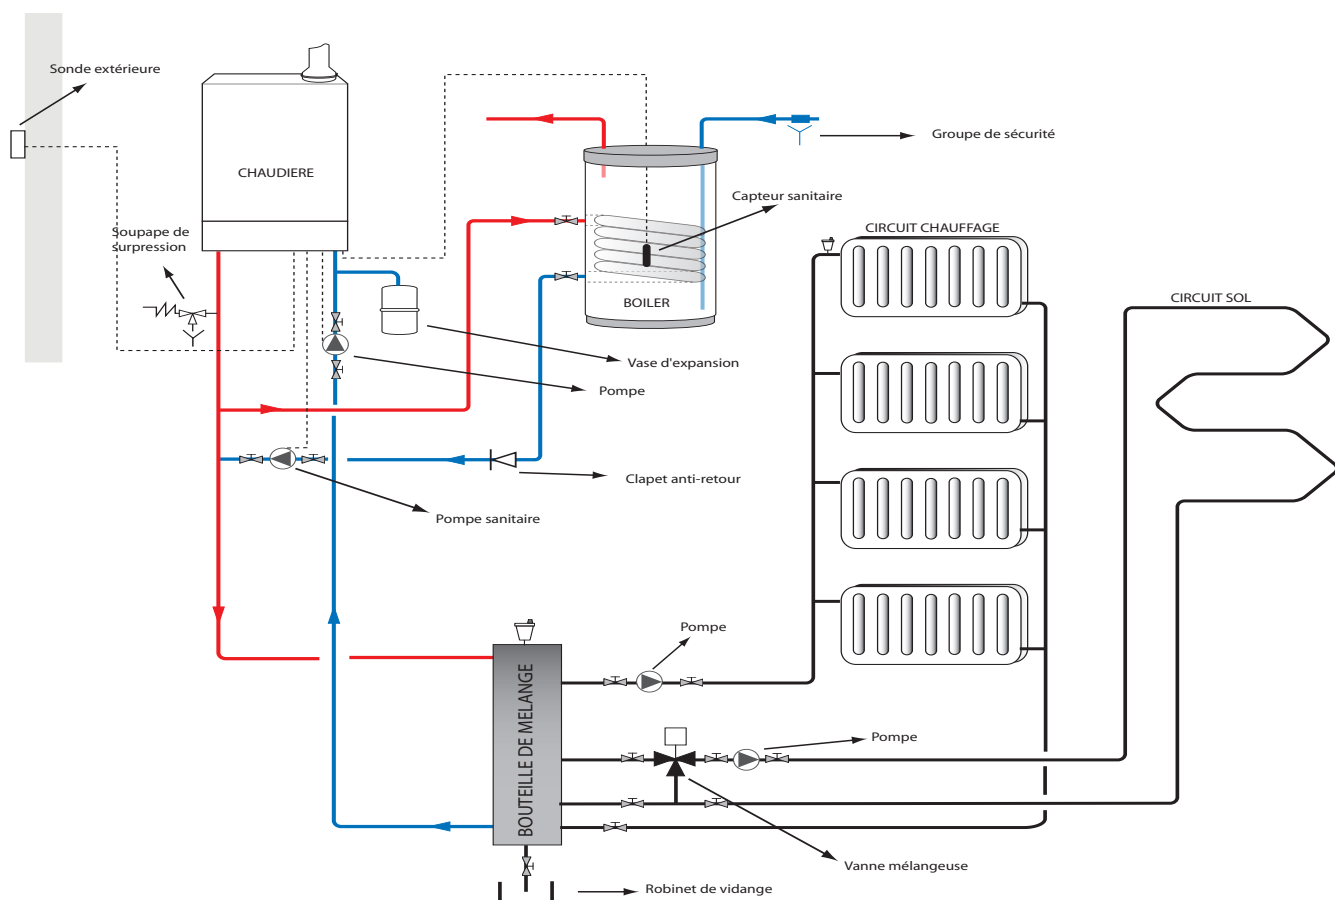 Sonde extérieure
CHAUDIERE
Groupe de sécurité
Capteur sanitaire
Soupape de
surpression
CIRCUIT CHAUFFAGE
BOILER
CIRCUIT SOL
Vase d'expansion
Pompe
Clapet anti-retour
Pompe sanitaire
Pompe
BOUTEILLE DE MELANGE
Pompe
Vanne mélangeuse
Robinet de vidange